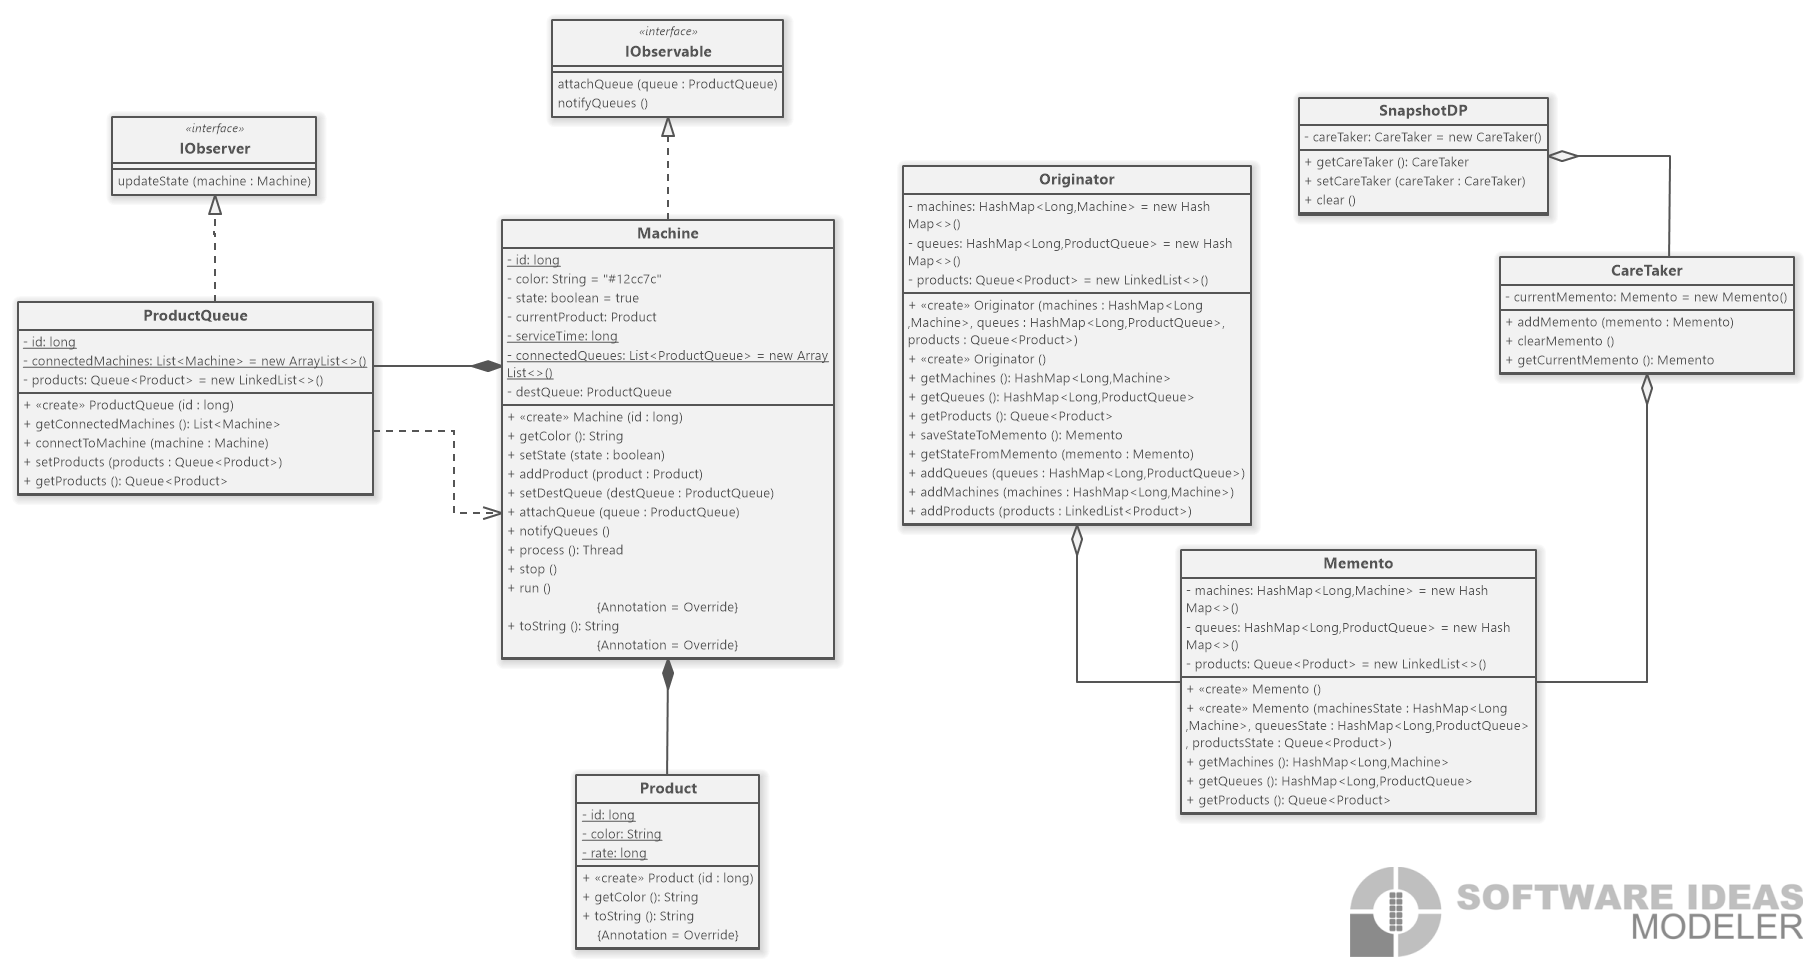 «interface»
IObservable
attachQueue (queue : ProductQueue)
notifyQueues ()
«interface»
IObserver
updateState (machine : Machine)
ProductQueue
- id: long
- connectedMachines: List<Machine> = new ArrayList<>()
- products: Queue<Product> = new LinkedList<>()
+ «create» ProductQueue (id : long)
+ getConnectedMachines (): List<Machine>
+ connectToMachine (machine : Machine)
+ setProducts (products : Queue<Product>)
+ getProducts (): Queue<Product>
Machine
- id: long
- color: String = "#12cc7c"
- state: boolean = true
- currentProduct: Product
- serviceTime: long
- connectedQueues: List<ProductQueue> = new Array
List<>()
- destQueue: ProductQueue
+ «create» Machine (id : long)
+ getColor (): String
+ setState (state : boolean)
+ addProduct (product : Product)
+ setDestQueue (destQueue : ProductQueue)
+ attachQueue (queue : ProductQueue)
+ notifyQueues ()
+ process (): Thread
+ stop ()
+ run ()
{Annotation = Override}
+ toString (): String
{Annotation = Override}
Product
- id: long
- color: String
- rate: long
+ «create» Product (id : long)
+ getColor (): String
+ toString (): String
{Annotation = Override}
Originator
- machines: HashMap<Long,Machine> = new Hash
Map<>()
- queues: HashMap<Long,ProductQueue> = new Hash
Map<>()
- products: Queue<Product> = new LinkedList<>()
+ «create» Originator (machines : HashMap<Long
,Machine>, queues : HashMap<Long,ProductQueue>,
products : Queue<Product>)
+ «create» Originator ()
+ getMachines (): HashMap<Long,Machine>
+ getQueues (): HashMap<Long,ProductQueue>
+ getProducts (): Queue<Product>
+ saveStateToMemento (): Memento
+ getStateFromMemento (memento : Memento)
+ addQueues (queues : HashMap<Long,ProductQueue>)
+ addMachines (machines : HashMap<Long,Machine>)
+ addProducts (products : LinkedList<Product>)
SnapshotDP
- careTaker: CareTaker = new CareTaker()
+ getCareTaker (): CareTaker
+ setCareTaker (careTaker : CareTaker)
+ clear ()
CareTaker
- currentMemento: Memento = new Memento()
+ addMemento (memento : Memento)
+ clearMemento ()
+ getCurrentMemento (): Memento
Memento
- machines: HashMap<Long,Machine> = new Hash
Map<>()
- queues: HashMap<Long,ProductQueue> = new Hash
Map<>()
- products: Queue<Product> = new LinkedList<>()
+ «create» Memento ()
+ «create» Memento (machinesState : HashMap<Long
,Machine>, queuesState : HashMap<Long,ProductQueue>
, productsState : Queue<Product>)
+ getMachines (): HashMap<Long,Machine>
+ getQueues (): HashMap<Long,ProductQueue>
+ getProducts (): Queue<Product>
SOFTWARE IDEAS
MODELER